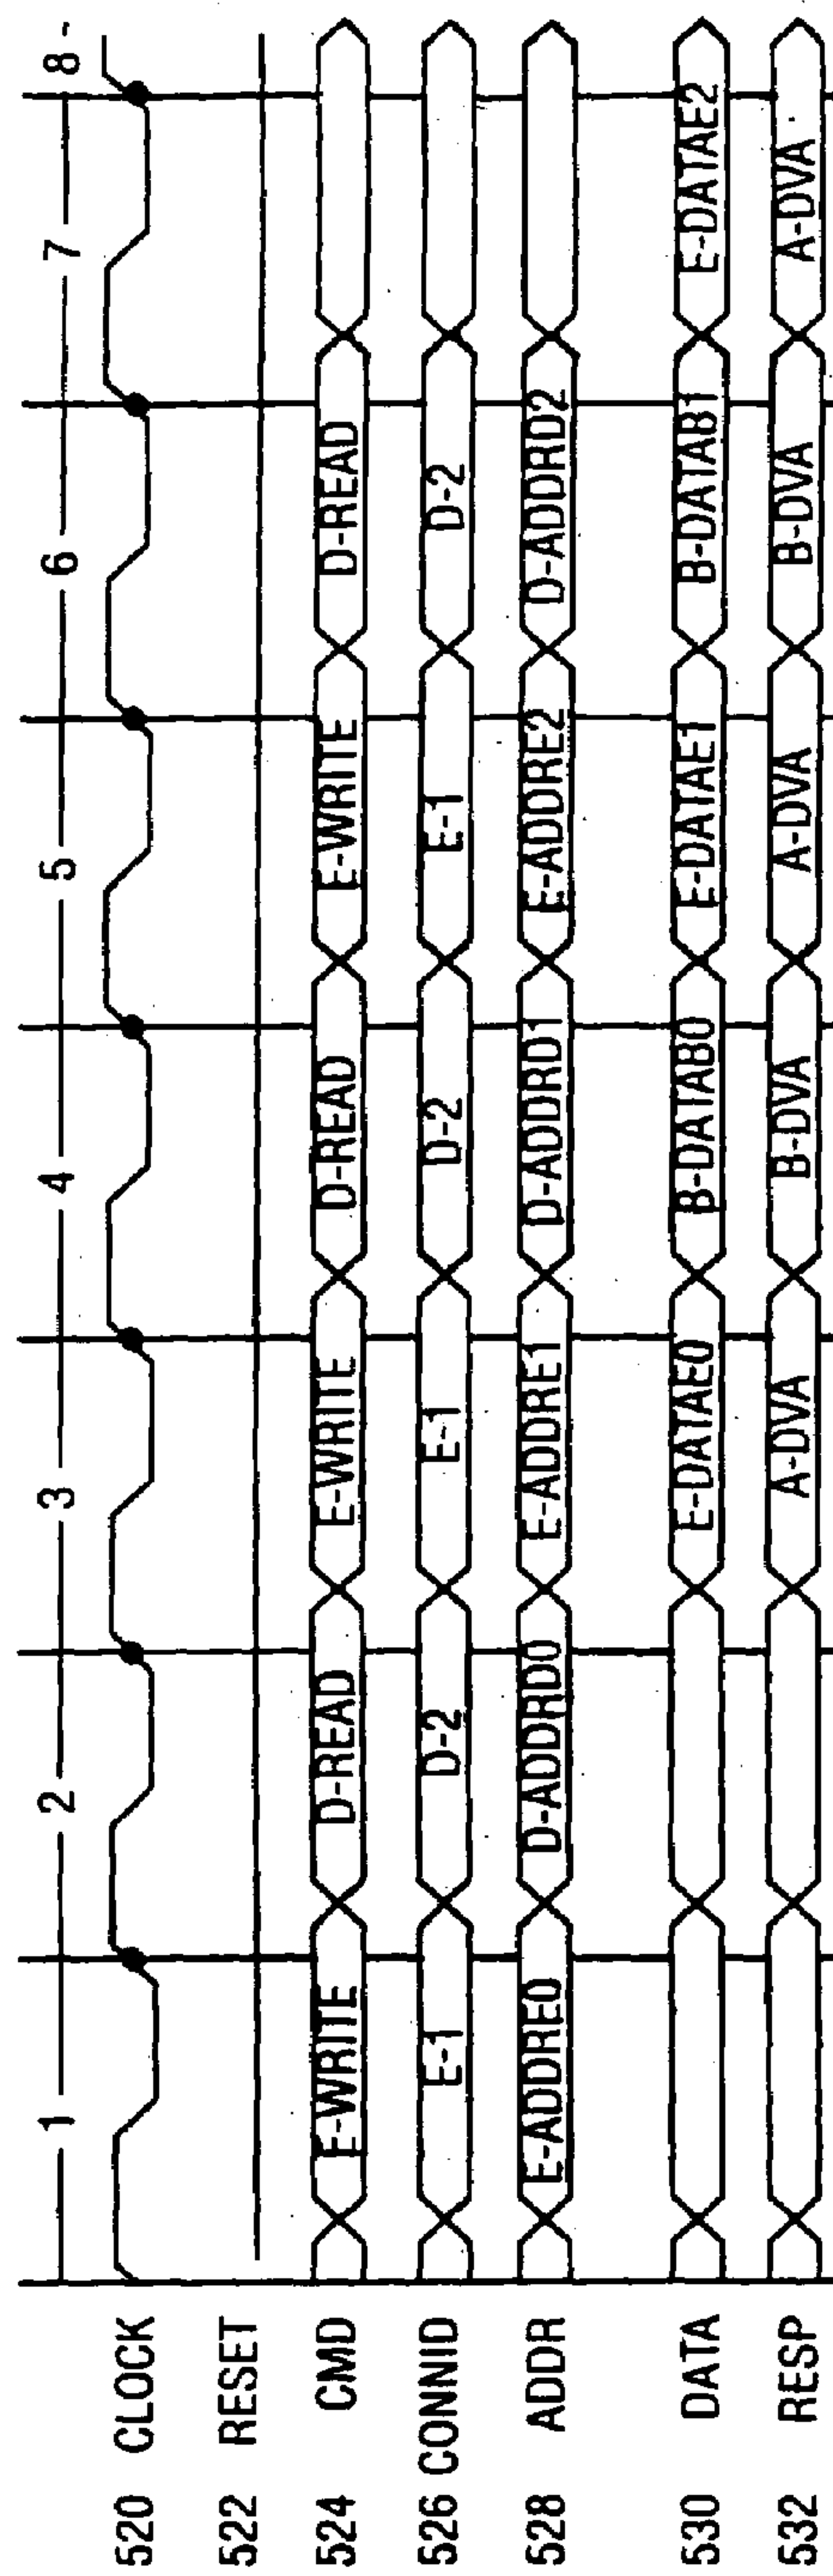 1 2 3 4 5 6 7 8
520 CLOCK
522 RESET
524 CMD E-WRITE D-READ E-WRITE D-READ E-WRITE D-READ
526 CONNID E-1 D-2 E-1 D-2 E-1 D-2
528 ADDR E-ADDRE0 D-ADDRD0 E-ADDRE1 D-ADDRD1 E-ADDRE2 D-ADDRD2
530 DATA E-DATAE0 B-DATAB0 E-DATAE1 B-DATAB1 E-DATAE2
532 RESP A-DVA B-DVA A-DVA B-DVA A-DVA